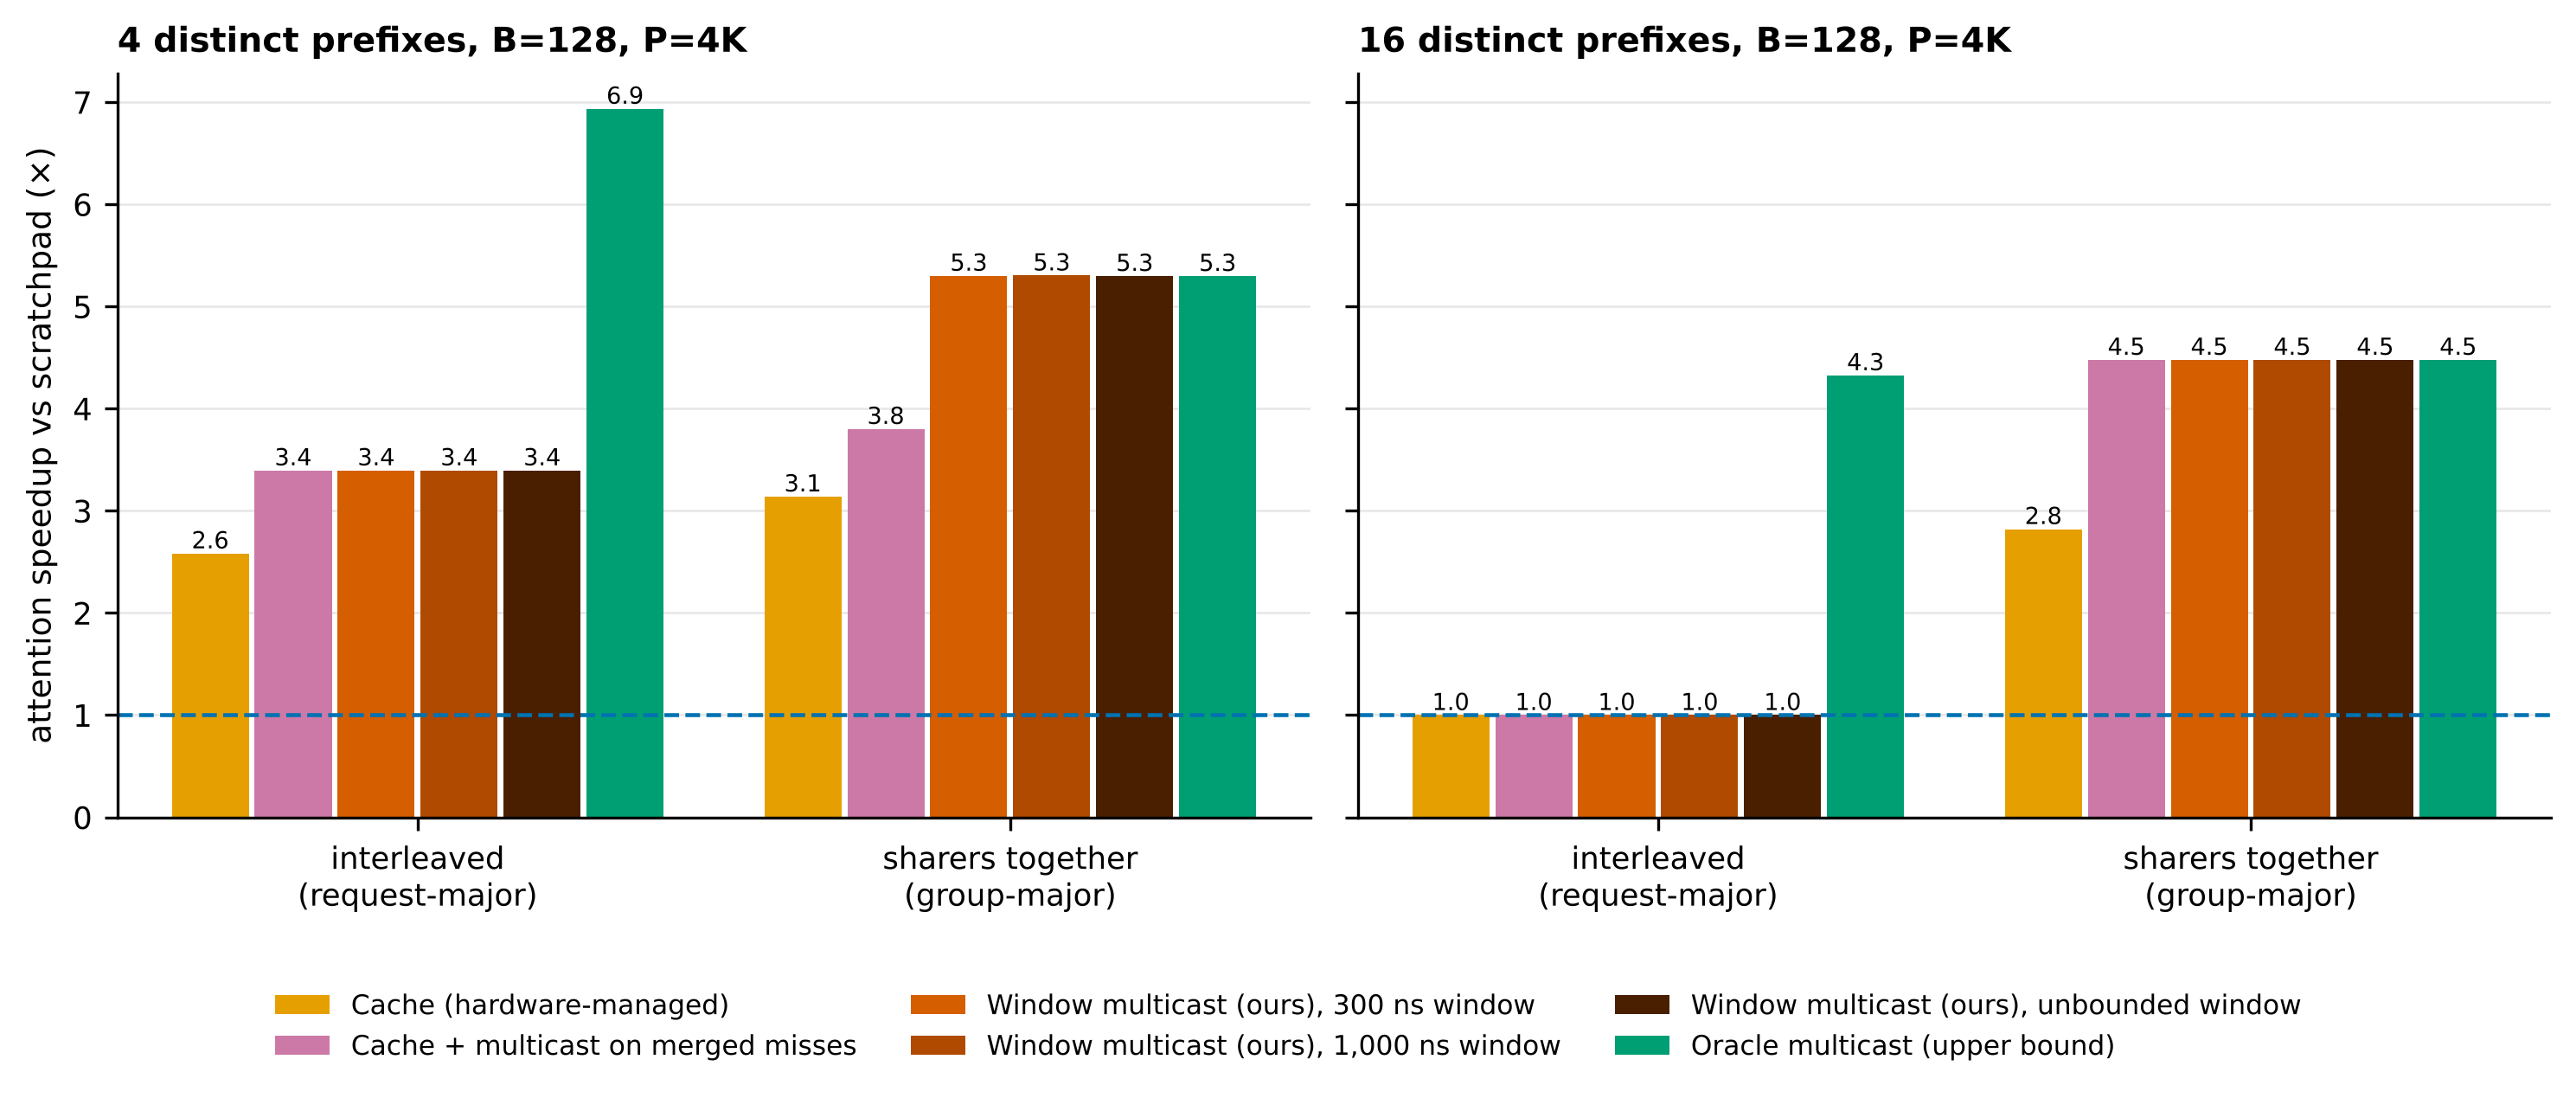 4 distinct prefixes, B=128, P=4K
16 distinct prefixes, B=128, P=4K
attention speedup vs scratchpad (×)
7
6
5
4
3
2
1
0
2.6
3.4
3.4
3.4
3.4
6.9
3.1
3.8
5.3
5.3
5.3
5.3
1.0
1.0
1.0
1.0
1.0
4.3
2.8
4.5
4.5
4.5
4.5
4.5
interleaved
(request-major)
sharers together
(group-major)
interleaved
(request-major)
sharers together
(group-major)
Cache (hardware-managed)
Cache + multicast on merged misses
Window multicast (ours), 300 ns window
Window multicast (ours), 1,000 ns window
Window multicast (ours), unbounded window
Oracle multicast (upper bound)